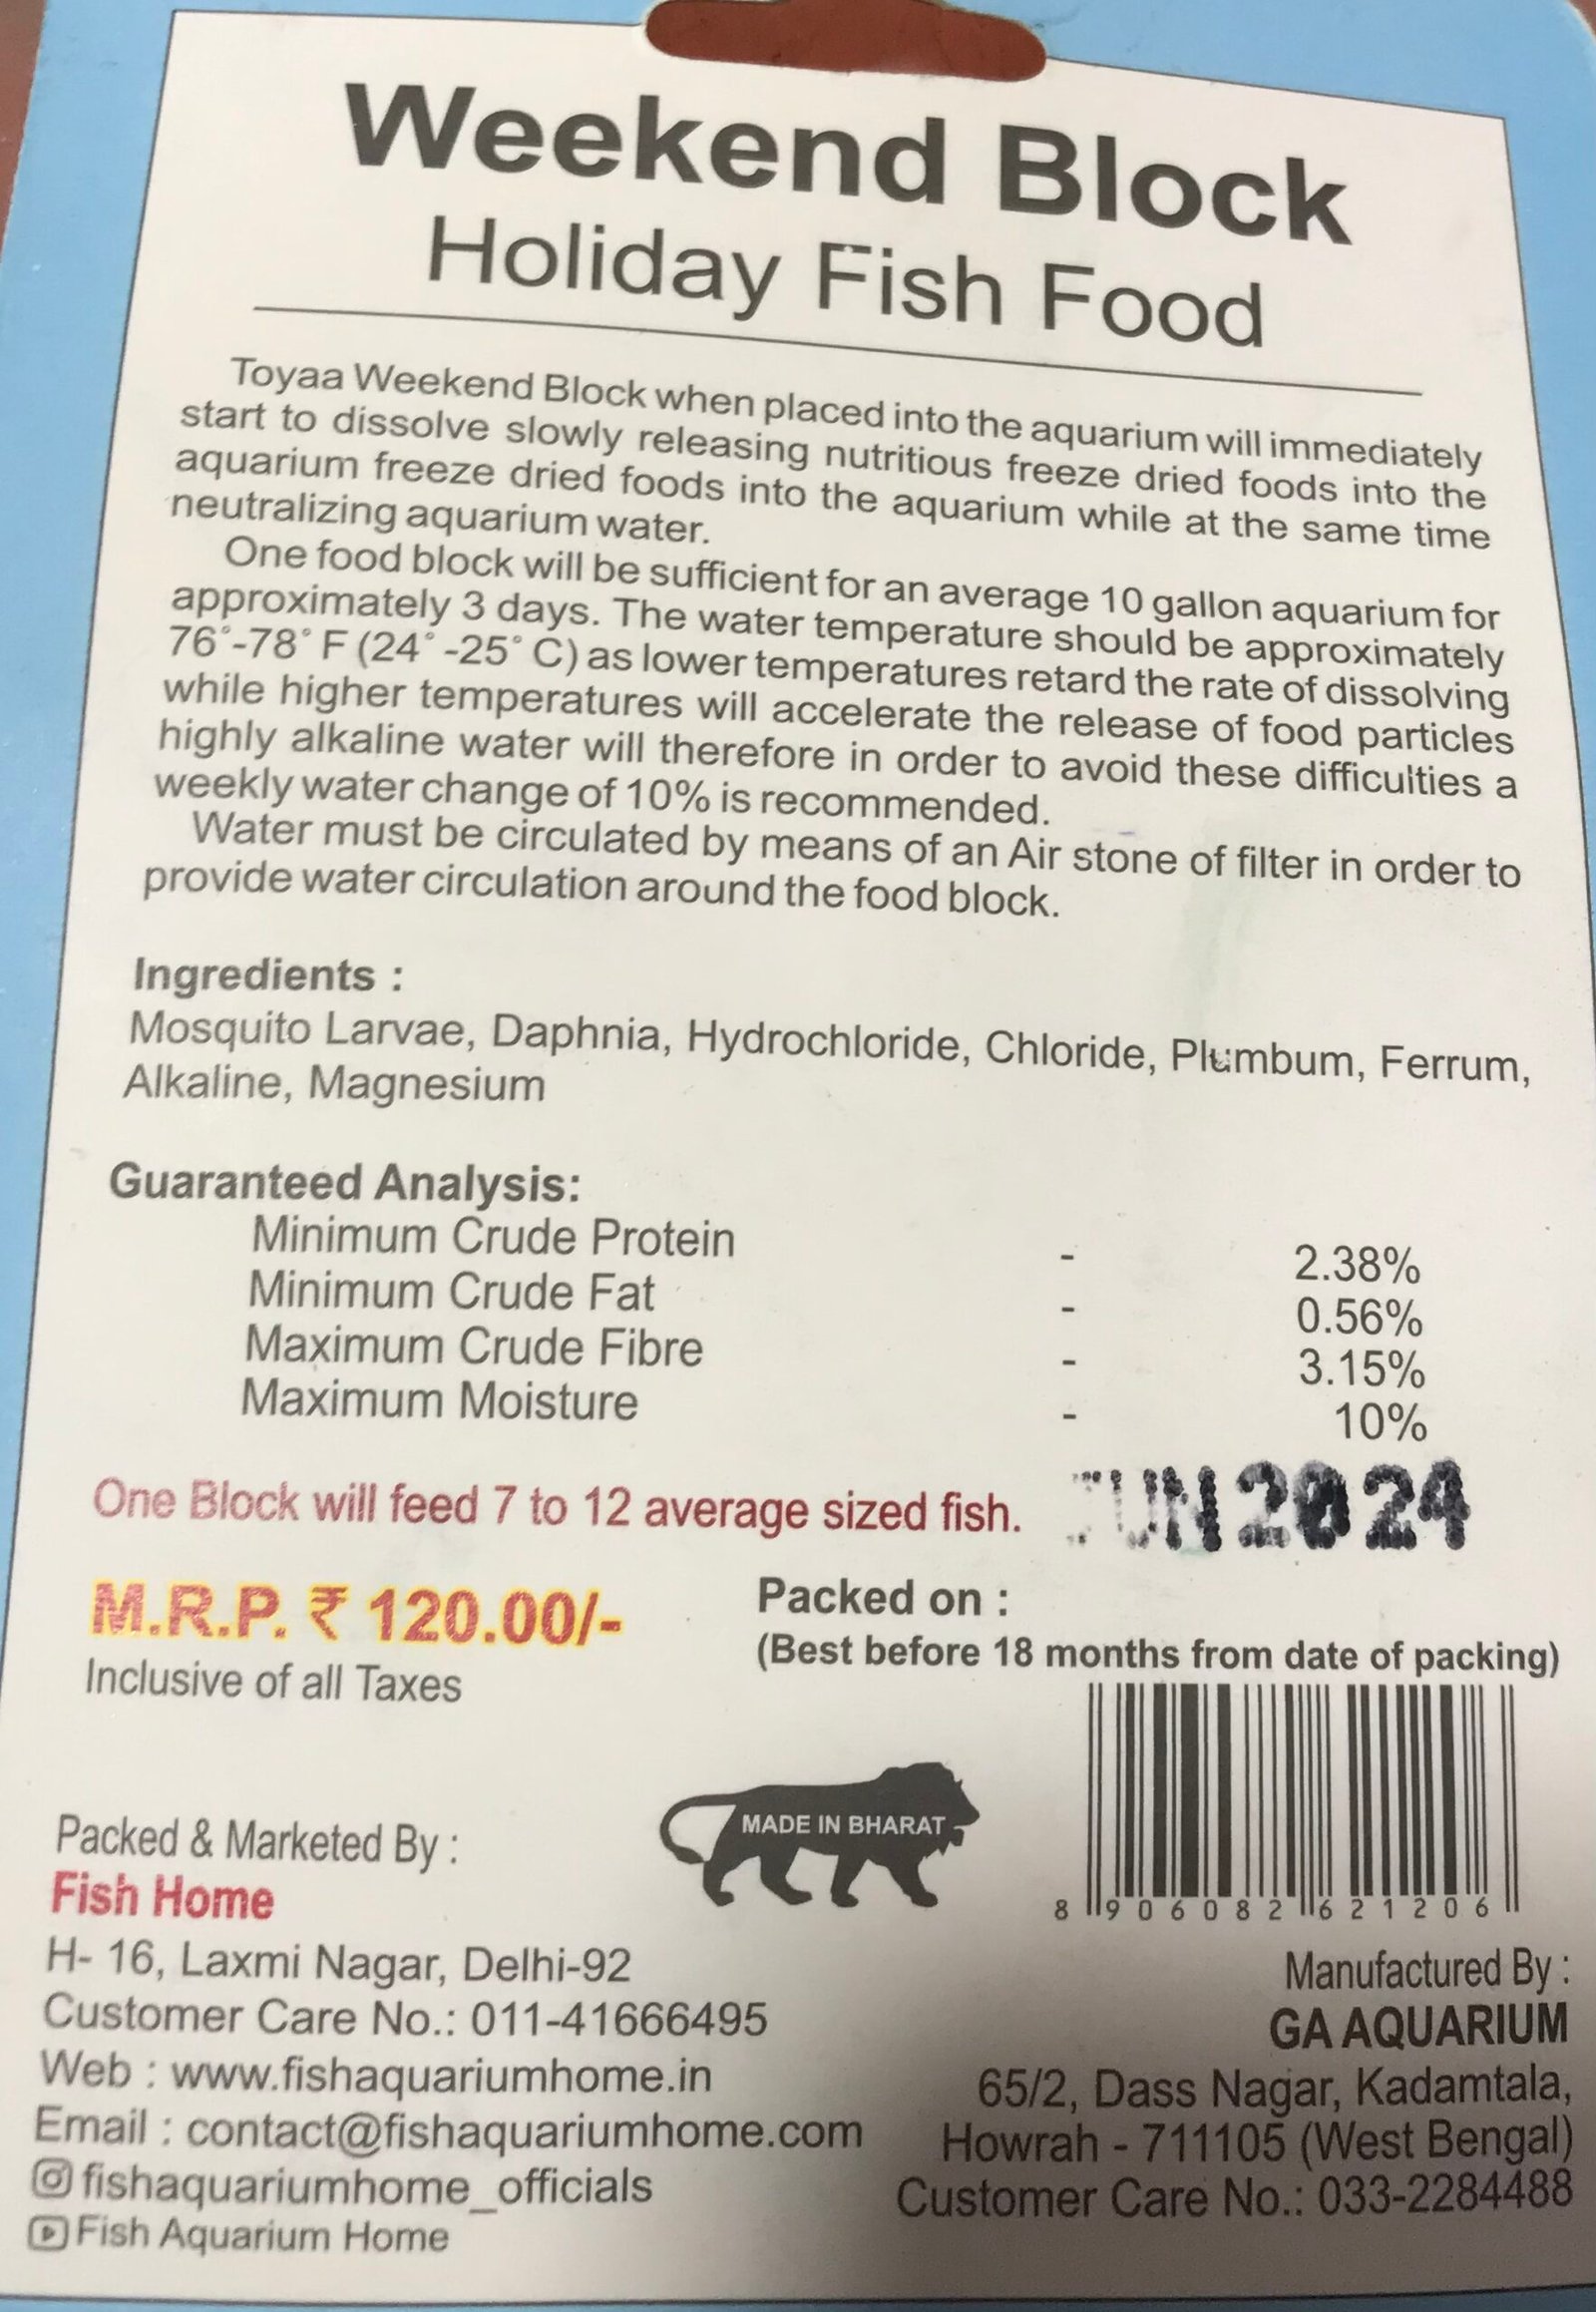 Weekend Block
Holiday Fish Food
Toyaa Weekend Block when placed into the aquarium will immediately
start to dissolve slowly releasing nutritious freeze dried foods into the
aquarium freeze dried foods into the aquarium while at the same time
neutralizing aquarium water.
One food block will be sufficient for an average 10 gallon aquarium for
approximately 3 days. The water temperature should be approximately
76°-78° F (24° -25° C) as lower temperatures retard the rate of dissolving
while higher temperatures will accelerate the release of food particles
highly alkaline water will therefore in order to avoid these difficulties a
weekly water change of 10% is recommended.
Water must be circulated by means of an Air stone of filter in order to
provide water circulation around the food block.
Ingredients :
Mosquito Larvae, Daphnia, Hydrochloride, Chloride, Plumbum, Ferrum,
Alkaline, Magnesium
Guaranteed Analysis:
Minimum Crude Protein - 2.38%
Minimum Crude Fat - 0.56%
Maximum Crude Fibre - 3.15%
Maximum Moisture - 10%
One Block will feed 7 to 12 average sized fish.
JUN 2024
M.R.P. ₹ 120.00/-
Inclusive of all Taxes
Packed on :
(Best before 18 months from date of packing)
MADE IN BHARAT
8 906082 621206
Packed & Marketed By :
Fish Home
H- 16, Laxmi Nagar, Delhi-92
Customer Care No.: 011-41666495
Web : www.fishaquariumhome.in
Email : contact@fishaquariumhome.com
fishaquariumhome_officials
Fish Aquarium Home
Manufactured By :
GA AQUARIUM
65/2, Dass Nagar, Kadamtala,
Howrah - 711105 (West Bengal)
Customer Care No.: 033-2284488